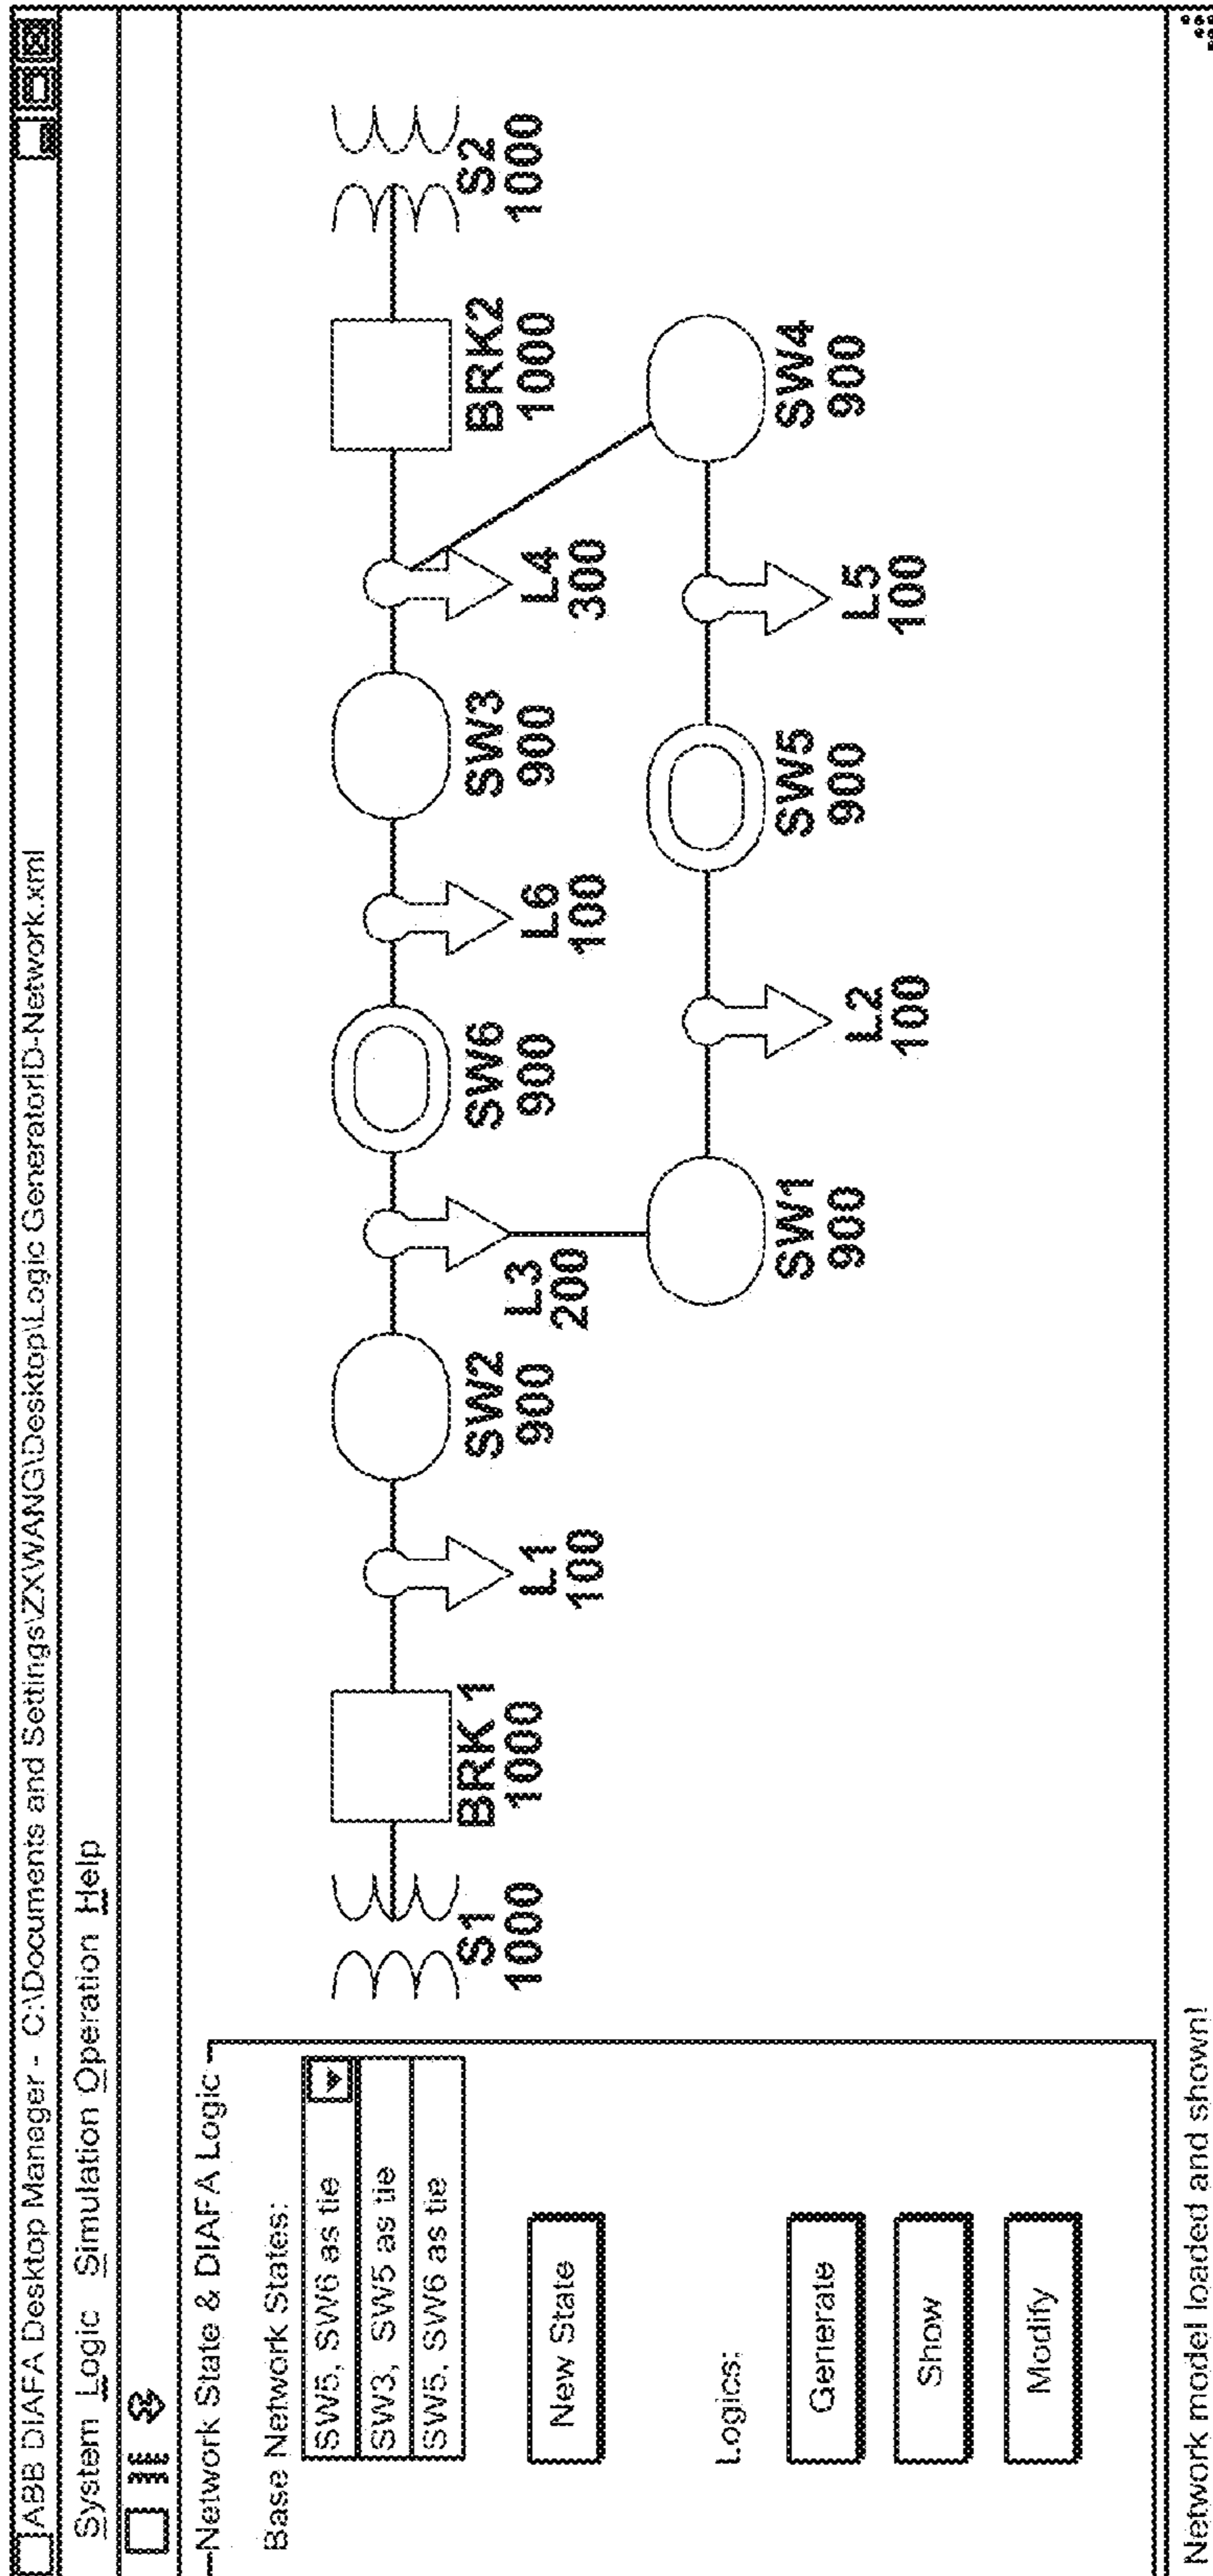 ABB DIAFA Desktop Manager - C:\Documents and Settings\ZXWANG\Desktop\Logic Generator\D-Network.xml
System Logic Simulation Operation Help
Network State & DIAFA Logic
Base Network States:
SW5, SW6 as tie
SW3, SW5 as tie
SW5, SW6 as tie
New State
Logics:
Generate
Show
Modify
S1
1000
BRK1
1000
L1
100
SW2
900
L3
200
SW6
900
L6
100
SW3
900
L4
300
BRK2
1000
S2
1000
SW1
900
L2
100
SW5
900
L5
100
SW4
900
Network model loaded and shown!